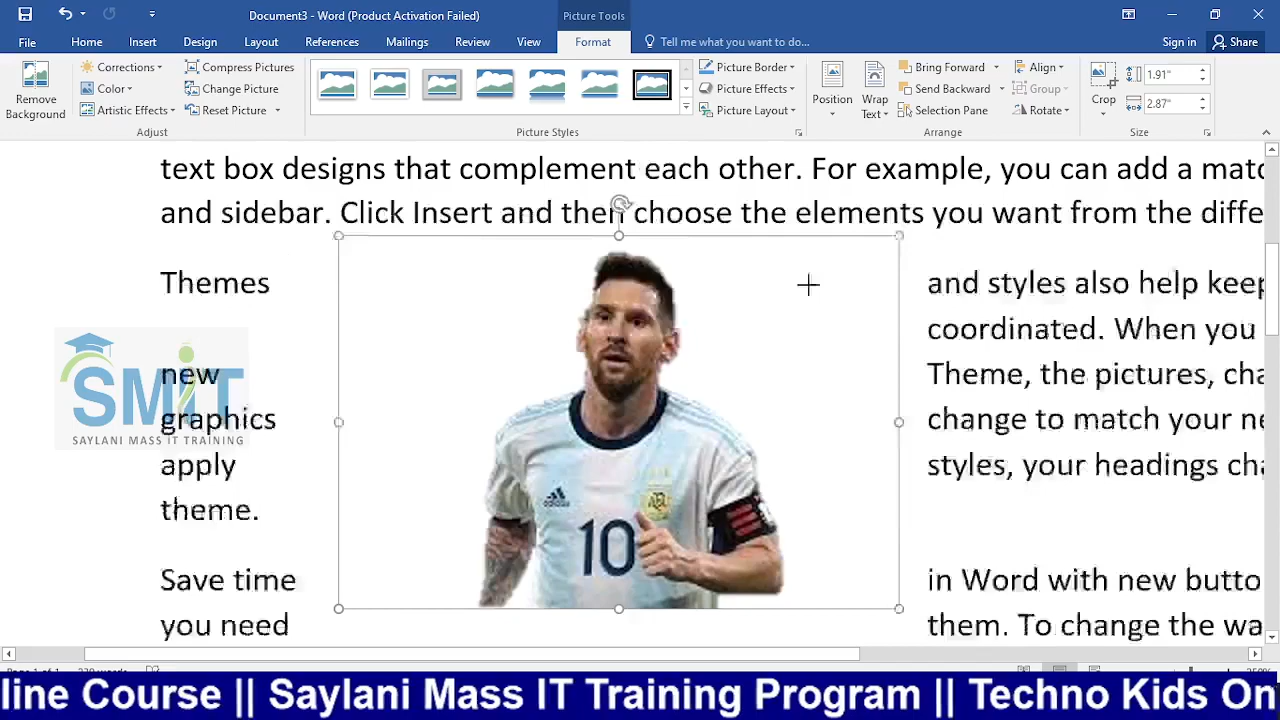 Document3 - Word (Product Activation Failed)
Picture Tools
File
Home
Insert
Design
Layout
References
Mailings
Review
View
Format
Tell me what you want to do...
Sign in
Share
Remove Background
Corrections
Color
Artistic Effects
Compress Pictures
Change Picture
Reset Picture
Adjust
Picture Styles
Picture Border
Picture Effects
Picture Layout
Position
Wrap Text
Bring Forward
Send Backward
Selection Pane
Align
Group
Rotate
Arrange
Crop
1.91"
2.87"
Size
text box designs that complement each other. For example, you can add a matc
and sidebar. Click Insert and then choose the elements you want from the diffe
Themes and styles also help keep
coordinated. When you
new Theme, the pictures, cha
graphics change to match your ne
apply styles, your headings cha
theme.
Save time in Word with new butto
you need them. To change the wa
SMiT
SAYLANI MASS IT TRAINING
adidas
10
line Course || Saylani Mass IT Training Program || Techno Kids On